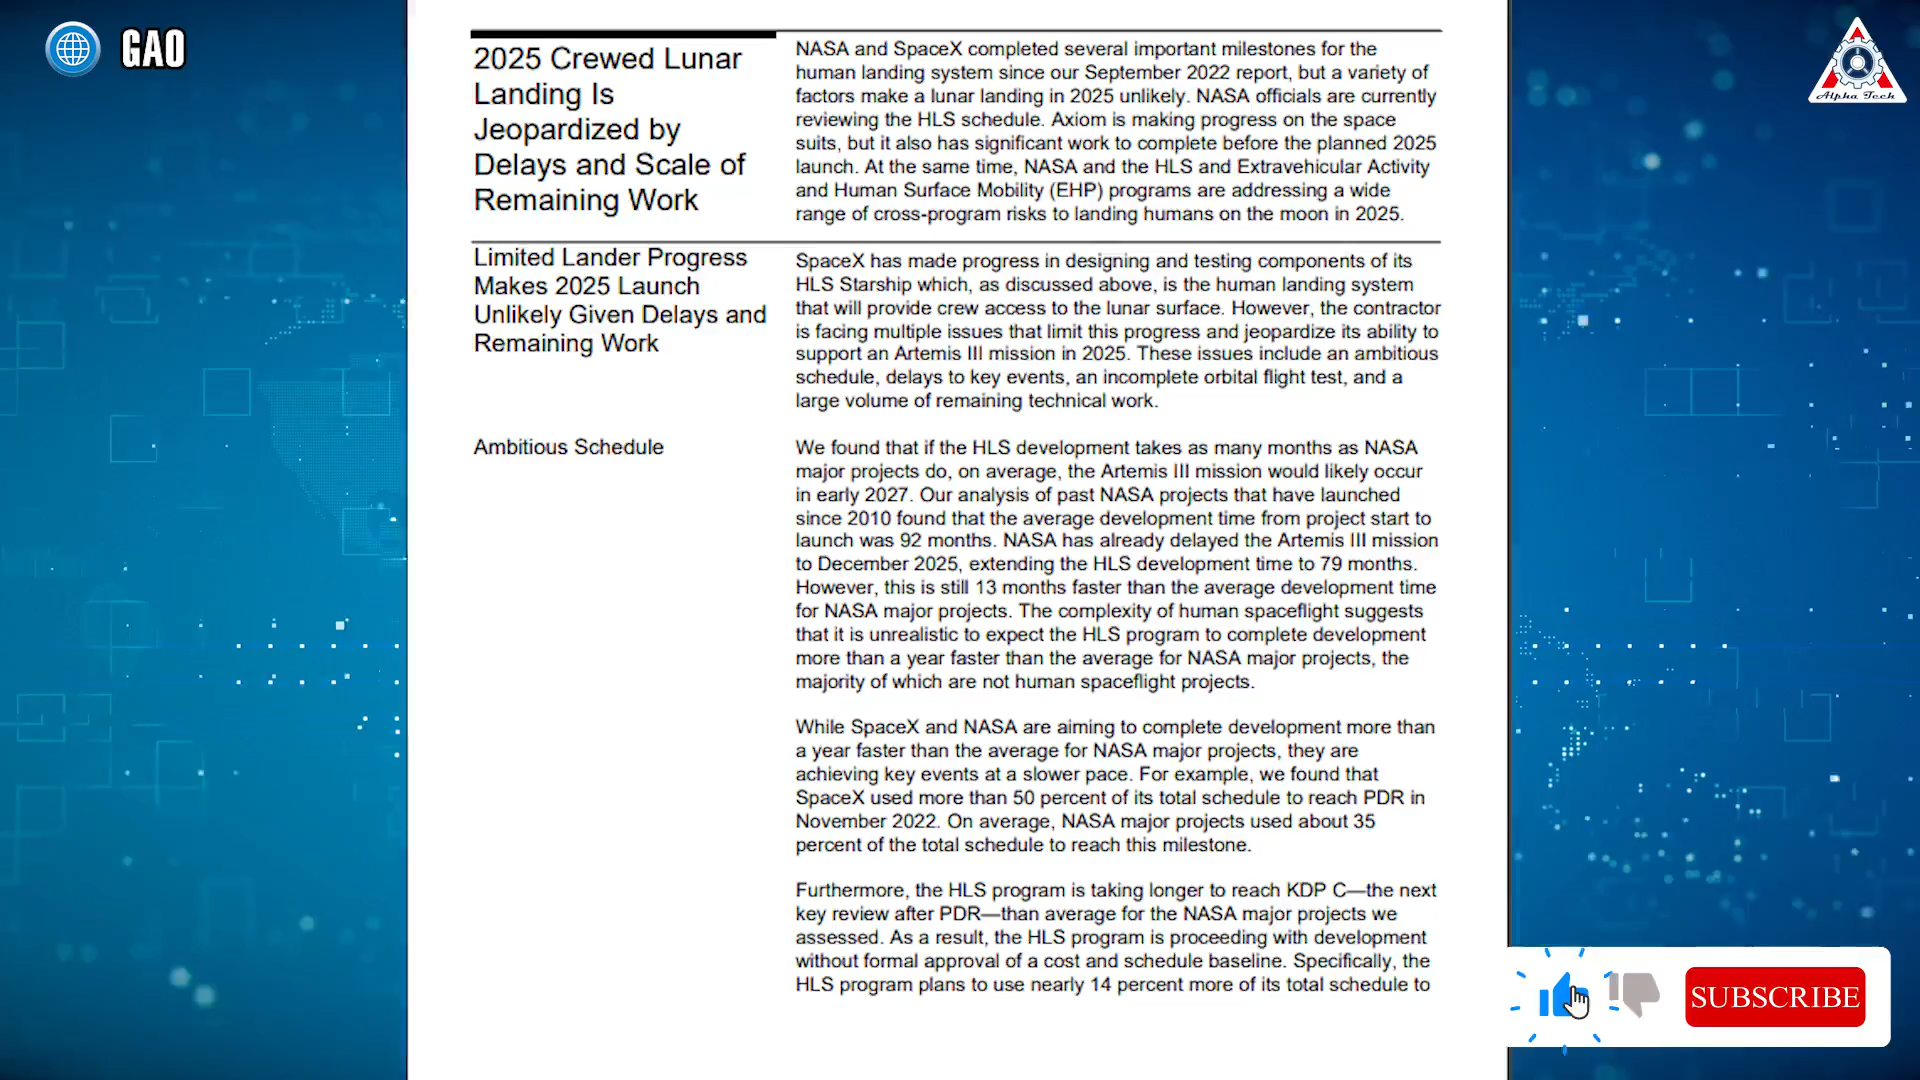 GAO
2025 Crewed Lunar
Landing Is
Jeopardized by
Delays and Scale of
Remaining Work
NASA and SpaceX completed several important milestones for the
human landing system since our September 2022 report, but a variety of
factors make a lunar landing in 2025 unlikely. NASA officials are currently
reviewing the HLS schedule. Axiom is making progress on the space
suits, but it also has significant work to complete before the planned 2025
launch. At the same time, NASA and the HLS and Extravehicular Activity
and Human Surface Mobility (EHP) programs are addressing a wide
range of cross-program risks to landing humans on the moon in 2025.
Limited Lander Progress
Makes 2025 Launch
Unlikely Given Delays and
Remaining Work
SpaceX has made progress in designing and testing components of its
HLS Starship which, as discussed above, is the human landing system
that will provide crew access to the lunar surface. However, the contractor
is facing multiple issues that limit this progress and jeopardize its ability to
support an Artemis III mission in 2025. These issues include an ambitious
schedule, delays to key events, an incomplete orbital flight test, and a
large volume of remaining technical work.
Ambitious Schedule
We found that if the HLS development takes as many months as NASA
major projects do, on average, the Artemis III mission would likely occur
in early 2027. Our analysis of past NASA projects that have launched
since 2010 found that the average development time from project start to
launch was 92 months. NASA has already delayed the Artemis III mission
to December 2025, extending the HLS development time to 79 months.
However, this is still 13 months faster than the average development time
for NASA major projects. The complexity of human spaceflight suggests
that it is unrealistic to expect the HLS program to complete development
more than a year faster than the average for NASA major projects, the
majority of which are not human spaceflight projects.
While SpaceX and NASA are aiming to complete development more than
a year faster than the average for NASA major projects, they are
achieving key events at a slower pace. For example, we found that
SpaceX used more than 50 percent of its total schedule to reach PDR in
November 2022. On average, NASA major projects used about 35
percent of the total schedule to reach this milestone.
Furthermore, the HLS program is taking longer to reach KDP C—the next
key review after PDR—than average for the NASA major projects we
assessed. As a result, the HLS program is proceeding with development
without formal approval of a cost and schedule baseline. Specifically, the
HLS program plans to use nearly 14 percent more of its total schedule to
Alpha Tech
SUBSCRIBE